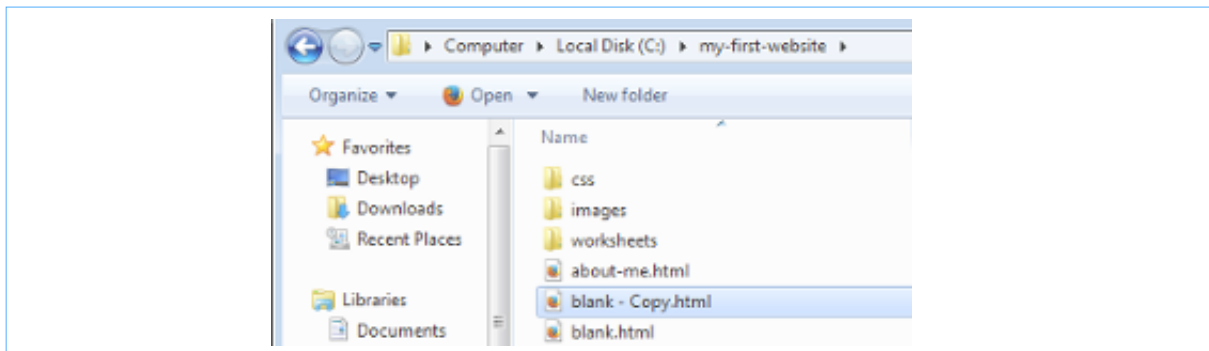 Computer Local Disk (C:) my-first-website
Organize Open New folder
Favorites
Desktop
Downloads
Recent Places
Libraries
Documents
Name
css
images
worksheets
about-me.html
blank - Copy.html
blank.html